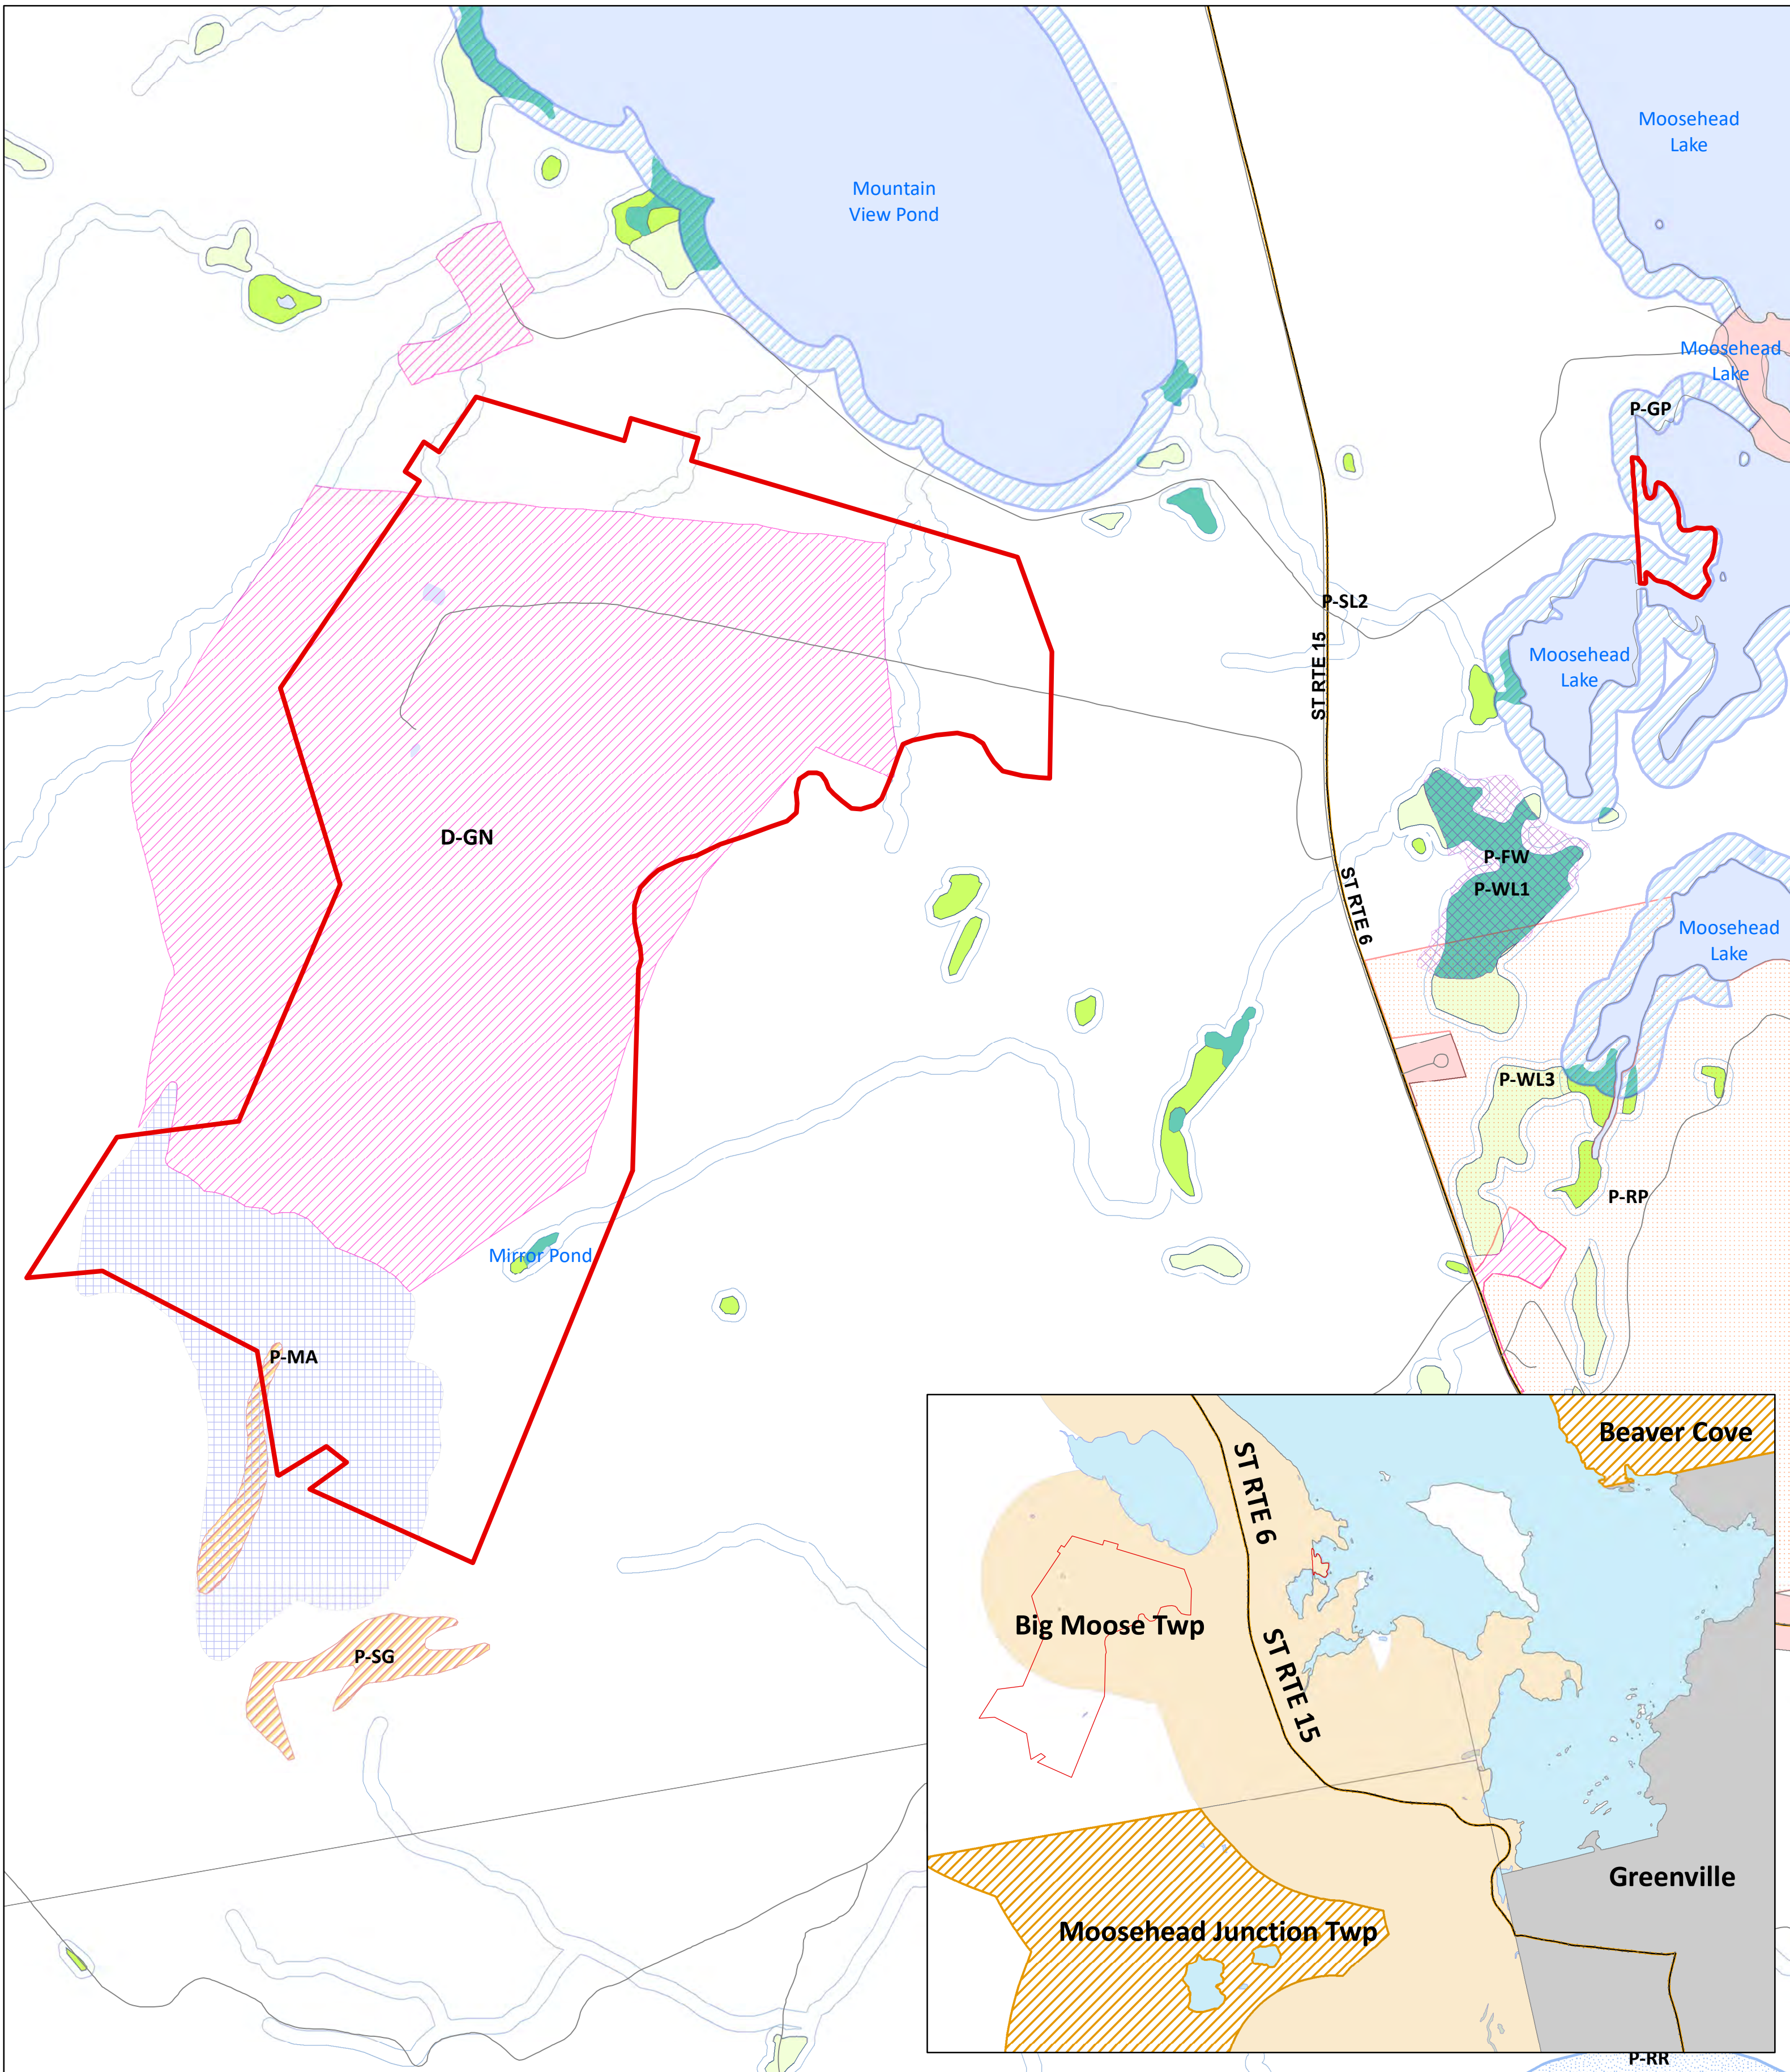 Moosehead
Lake
Mountain
View Pond
Moosehead
Lake
P-GP
P-SL2
ST RTE 15
Moosehead
Lake
D-GN
P-FW
P-WL1
ST RTE 6
Moosehead
Lake
P-WL3
P-RP
Mirror Pond
P-MA
P-SG
Beaver Cove
ST RTE 6
Big Moose Twp
ST RTE 15
Greenville
Moosehead Junction Twp
P-RR